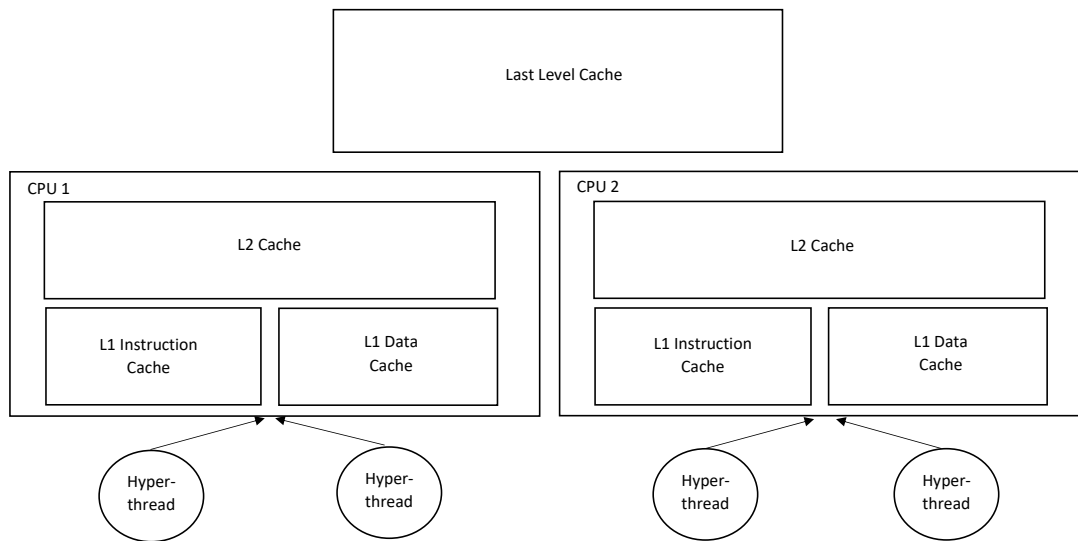 Last Level Cache
CPU 1
L2 Cache
L1 Instruction
Cache
L1 Data
Cache
Hyper-
thread
Hyper-
thread
CPU 2
L2 Cache
L1 Instruction
Cache
L1 Data
Cache
Hyper-
thread
Hyper-
thread